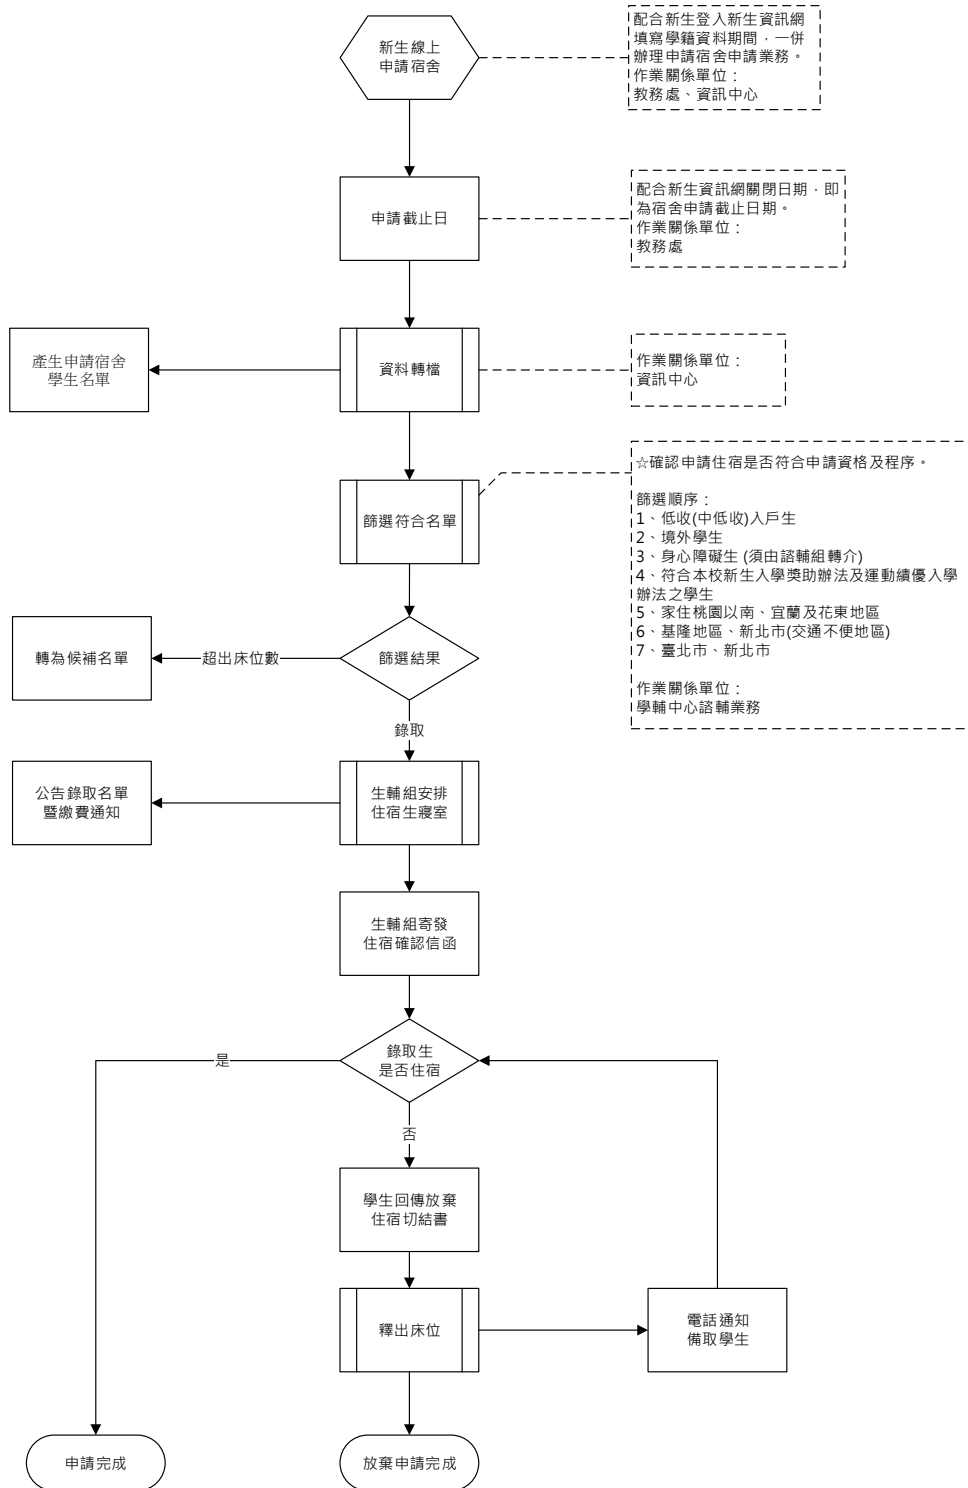 新生線上
申請宿舍
配合新生登入新生資訊網
填寫學籍資料期間，一併
辦理申請宿舍申請業務。
作業關係單位：
教務處、資訊中心
申請截止日
配合新生資訊網關閉日期，即
為宿舍申請截止日期。
作業關係單位：
教務處
產生申請宿舍
學生名單
資料轉檔
作業關係單位：
資訊中心
篩選符合名單
☆確認申請住宿是否符合申請資格及程序。
篩選順序：
1、低收(中低收)入戶生
2、境外學生
3、身心障礙生 (須由諮輔組轉介)
4、符合本校新生入學獎助辦法及運動績優入學
辦法之學生
5、家住桃園以南、宜蘭及花東地區
6、基隆地區、新北市(交通不便地區)
7、臺北市、新北市
作業關係單位：
學輔中心諮輔業務
轉為候補名單
超出床位數
篩選結果
錄取
公告錄取名單
暨繳費通知
生輔組安排
住宿生寢室
生輔組寄發
住宿確認信函
是
錄取生
是否住宿
否
學生回傳放棄
住宿切結書
釋出床位
電話通知
備取學生
申請完成
放棄申請完成